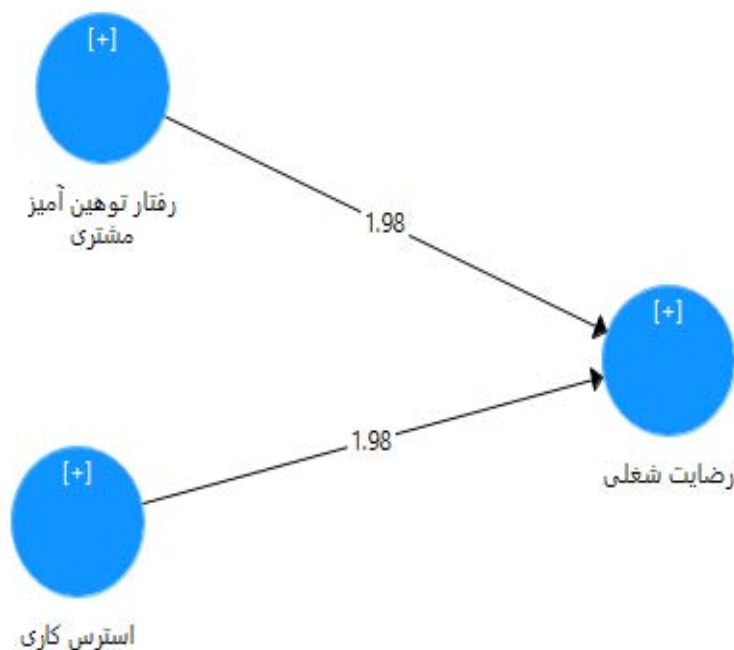 [+]
رفتار توهین آمیز
مشتری
1.98
[+]
رضایت شغلی
1.98
[+]
استرس کاری